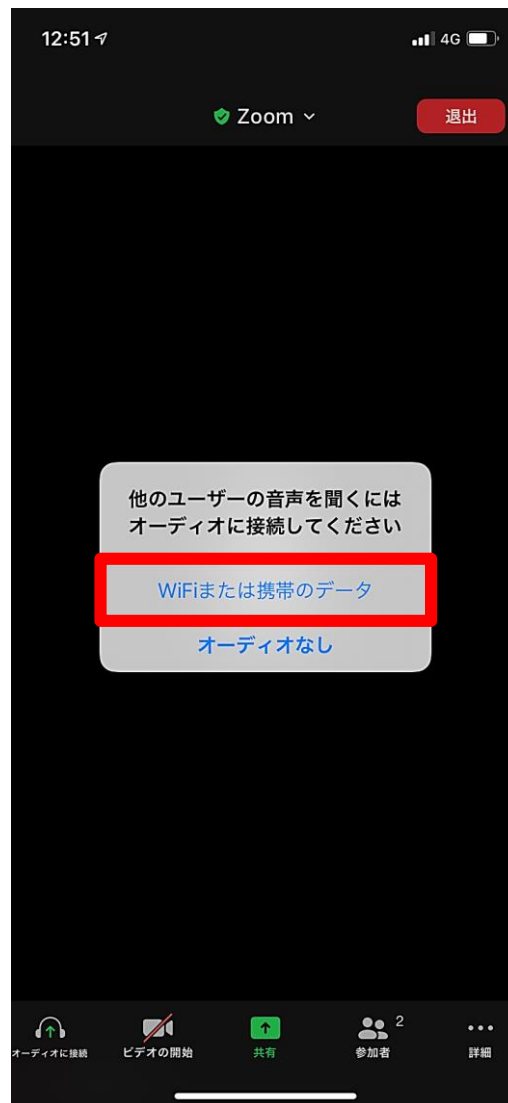 12:51
4G
Zoom
退出
他のユーザーの音声を聞くには
オーディオに接続してください
WiFiまたは携帯のデータ
オーディオなし
2
オーディオに接続
ビデオの開始
共有
参加者
詳細